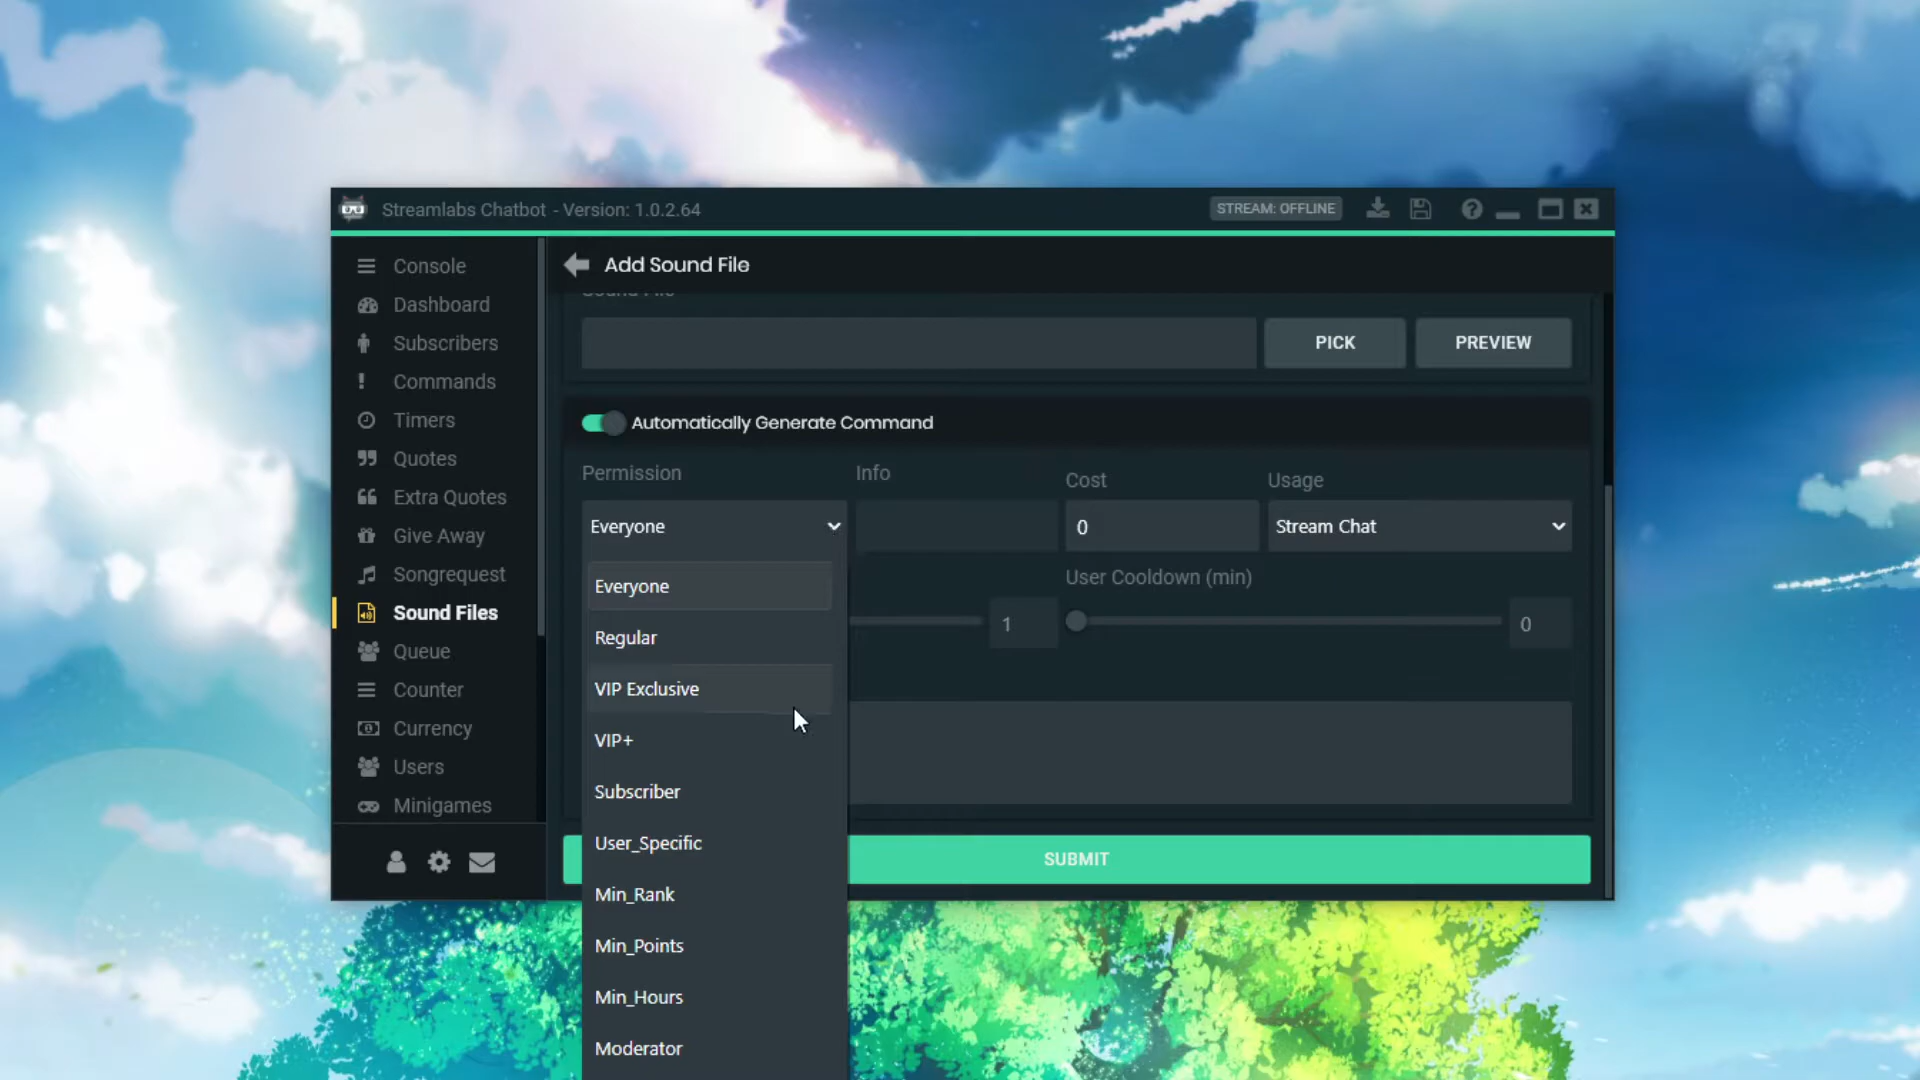 Streamlabs Chatbot - Version: 1.0.2.64
STREAM: OFFLINE
Console
Dashboard
Subscribers
Commands
Timers
Quotes
Extra Quotes
Give Away
Songrequest
Sound Files
Queue
Counter
Currency
Users
Minigames
Add Sound File
Sound File
PICK
PREVIEW
Automatically Generate Command
Permission
Info
Cost
Usage
Everyone
0
Stream Chat
Everyone
Regular
VIP Exclusive
VIP+
Subscriber
User_Specific
Min_Rank
Min_Points
Min_Hours
Moderator
User Cooldown (min)
1
0
SUBMIT